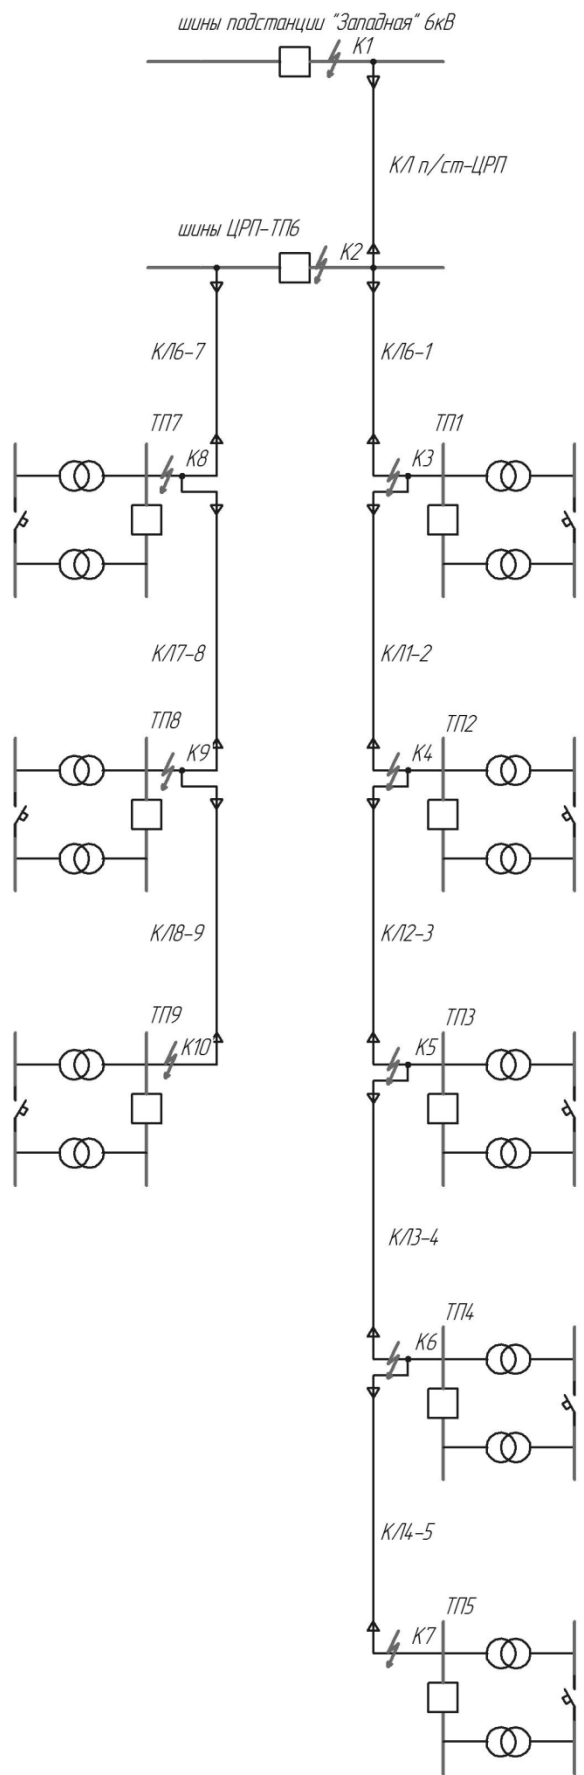 шины подстанции "Западная" 6кВ
К1
КЛ п/ст-ЦРП
шины ЦРП-ТП6
К2
КЛ6-7
КЛ6-1
ТП7
ТП1
К8
К3
КЛ7-8
КЛ1-2
ТП8
ТП2
К9
К4
КЛ8-9
КЛ2-3
ТП9
ТП3
К10
К5
КЛ3-4
ТП4
К6
КЛ4-5
ТП5
К7